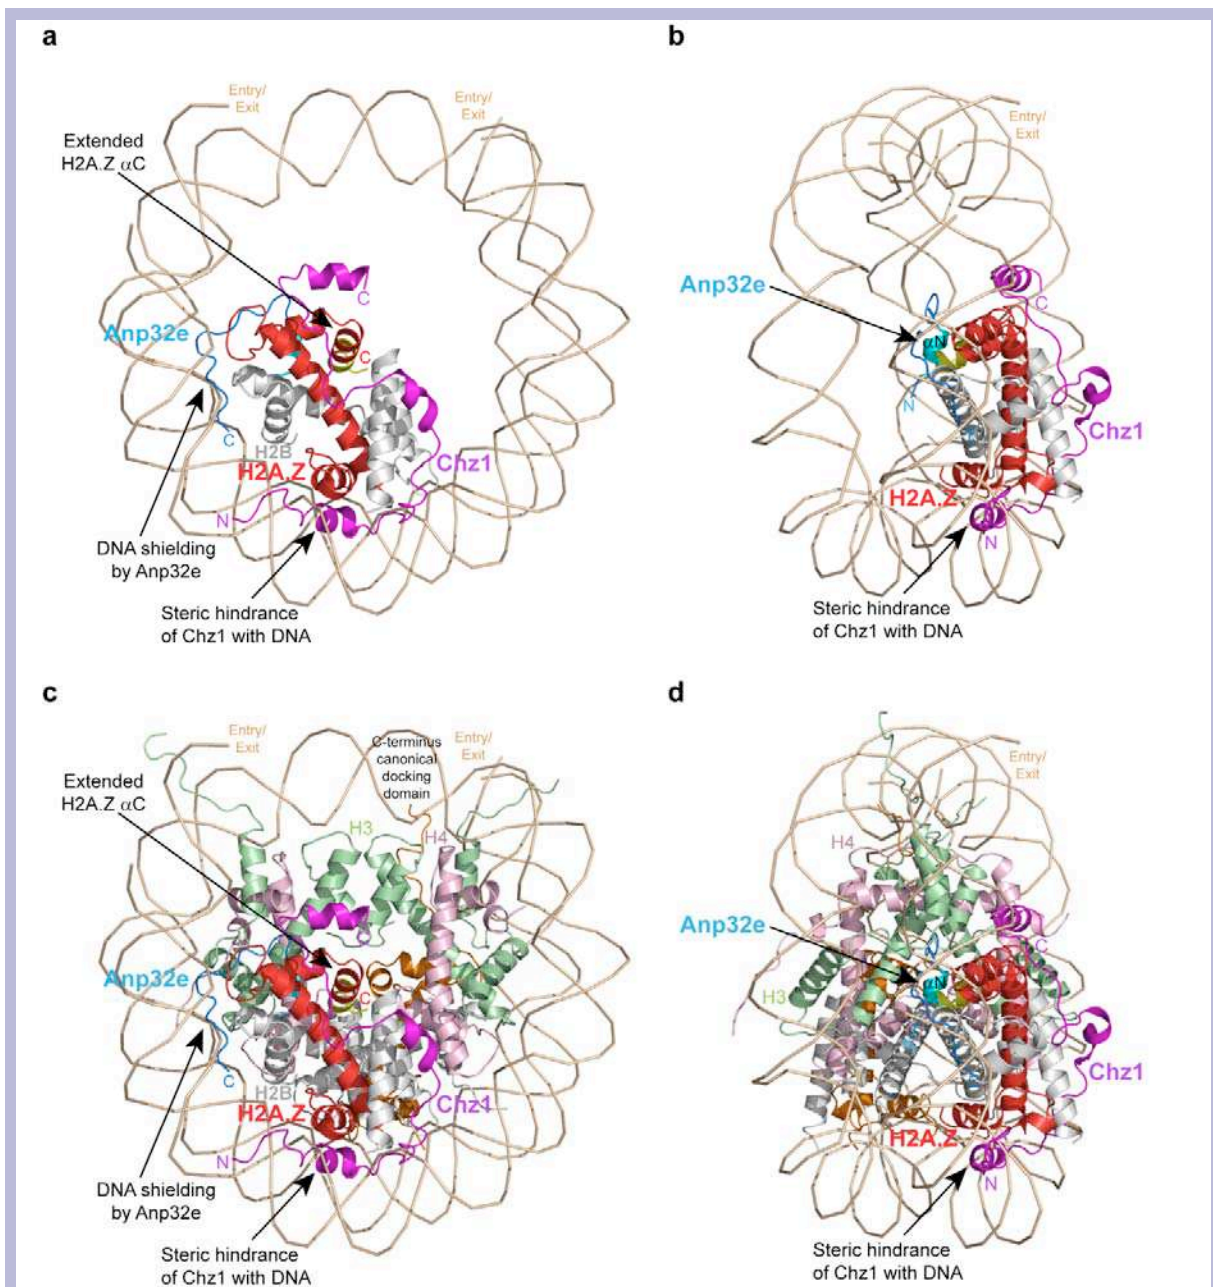 a
Entry/
Exit
Entry/
Exit
Extended
H2A.Z αC
C
Anp32e
C
C
H2B
H2A.Z
Chz1
N
DNA shielding
by Anp32e
Steric hindrance
of Chz1 with DNA
b
Entry/
Exit
Anp32e
C
αN
N
Chz1
H2A.Z
N
Steric hindrance
of Chz1 with DNA
c
Entry/
Exit
C-terminus
canonical
docking
domain
Entry/
Exit
Extended
H2A.Z αC
H3
H4
C
Anp32e
C
C
H2B
H2A.Z
Chz1
N
DNA shielding
by Anp32e
Steric hindrance
of Chz1 with DNA
d
Entry/
Exit
H4
Anp32e
C
αN
H3
Chz1
H2A.Z
N
Steric hindrance
of Chz1 with DNA